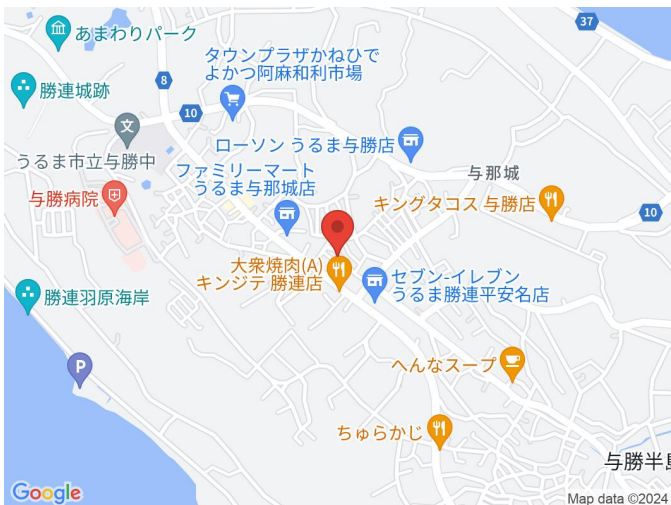 あまわりパーク
勝連城跡
8
10
タウンプラザかねひで
よかつ阿麻和利市場
37
文
うるま市立与勝中
ローソン うるま与勝店
与那城
与勝病院
ファミリーマート
うるま与那城店
キングタコス 与勝店
10
大衆焼肉(A)
キンジテ 勝連店
セブン-イレブン
うるま勝連平安名店
勝連羽原海岸
P
へんなスープ
ちゅらかじ
与勝半島
Google
Map data ©2024